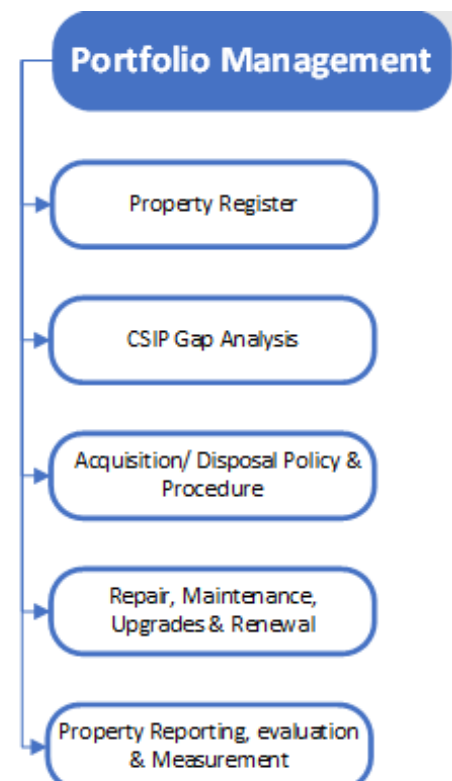 Portfolio Management
Property Register
CSIP Gap Analysis
Acquisition/ Disposal Policy &
Procedure
Repair, Maintenance,
Upgrades & Renewal
Property Reporting, evaluation
& Measurement